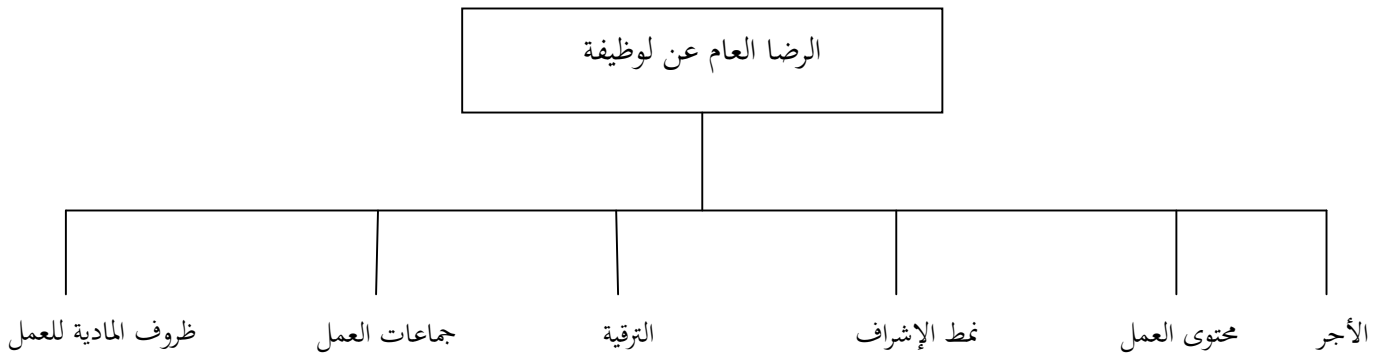 الرضا العام عن لوظيفة
الأجر
محتوى العمل
نمط الإشراف
الترقية
جماعات العمل
ظروف المادية للعمل